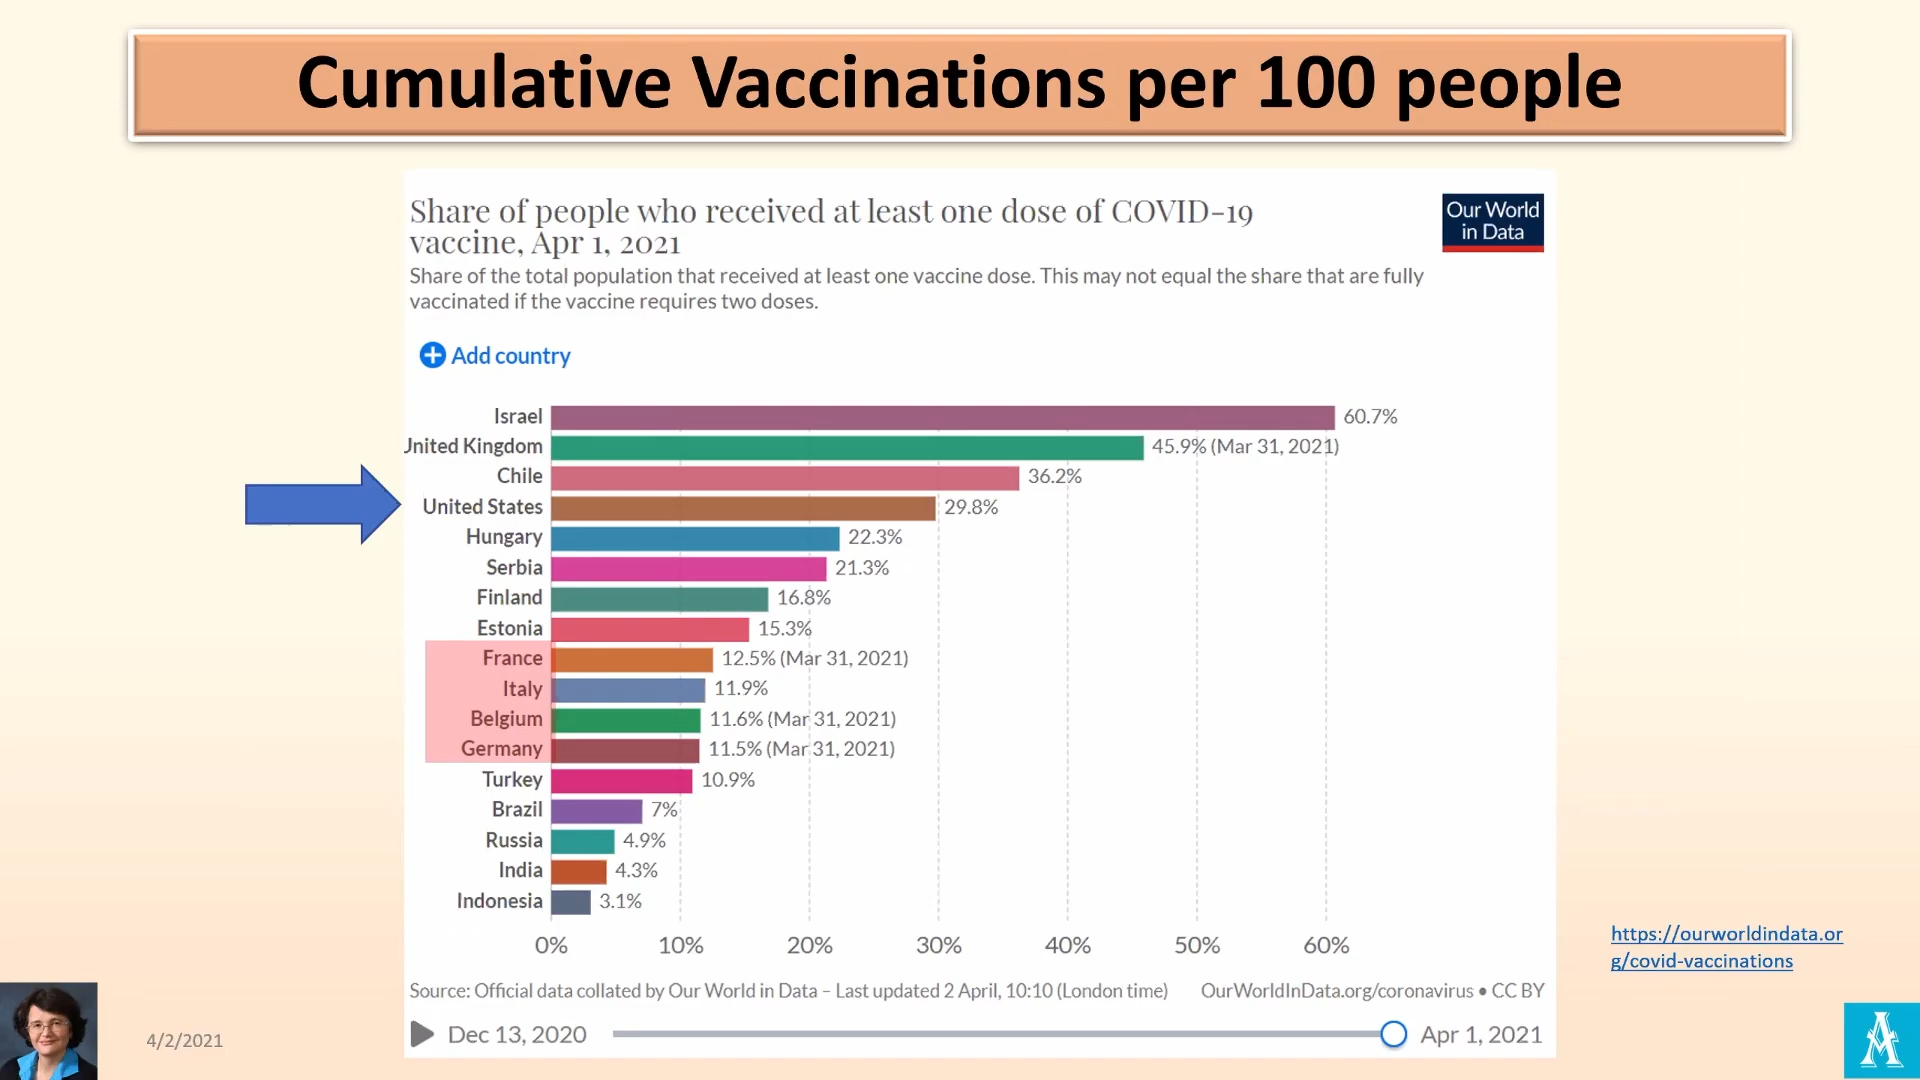 Cumulative Vaccinations per 100 people
Share of people who received at least one dose of COVID-19
vaccine, Apr 1, 2021
Our World
in Data
Share of the total population that received at least one vaccine dose. This may not equal the share that are fully
vaccinated if the vaccine requires two doses.
Add country
Israel 60.7%
United Kingdom 45.9% (Mar 31, 2021)
Chile 36.2%
United States 29.8%
Hungary 22.3%
Serbia 21.3%
Finland 16.8%
Estonia 15.3%
France 12.5% (Mar 31, 2021)
Italy 11.9%
Belgium 11.6% (Mar 31, 2021)
Germany 11.5% (Mar 31, 2021)
Turkey 10.9%
Brazil 7%
Russia 4.9%
India 4.3%
Indonesia 3.1%
0% 10% 20% 30% 40% 50% 60%
https://ourworldindata.or
g/covid-vaccinations
Source: Official data collated by Our World in Data – Last updated 2 April, 10:10 (London time) OurWorldInData.org/coronavirus • CC BY
Dec 13, 2020 Apr 1, 2021
4/2/2021
A